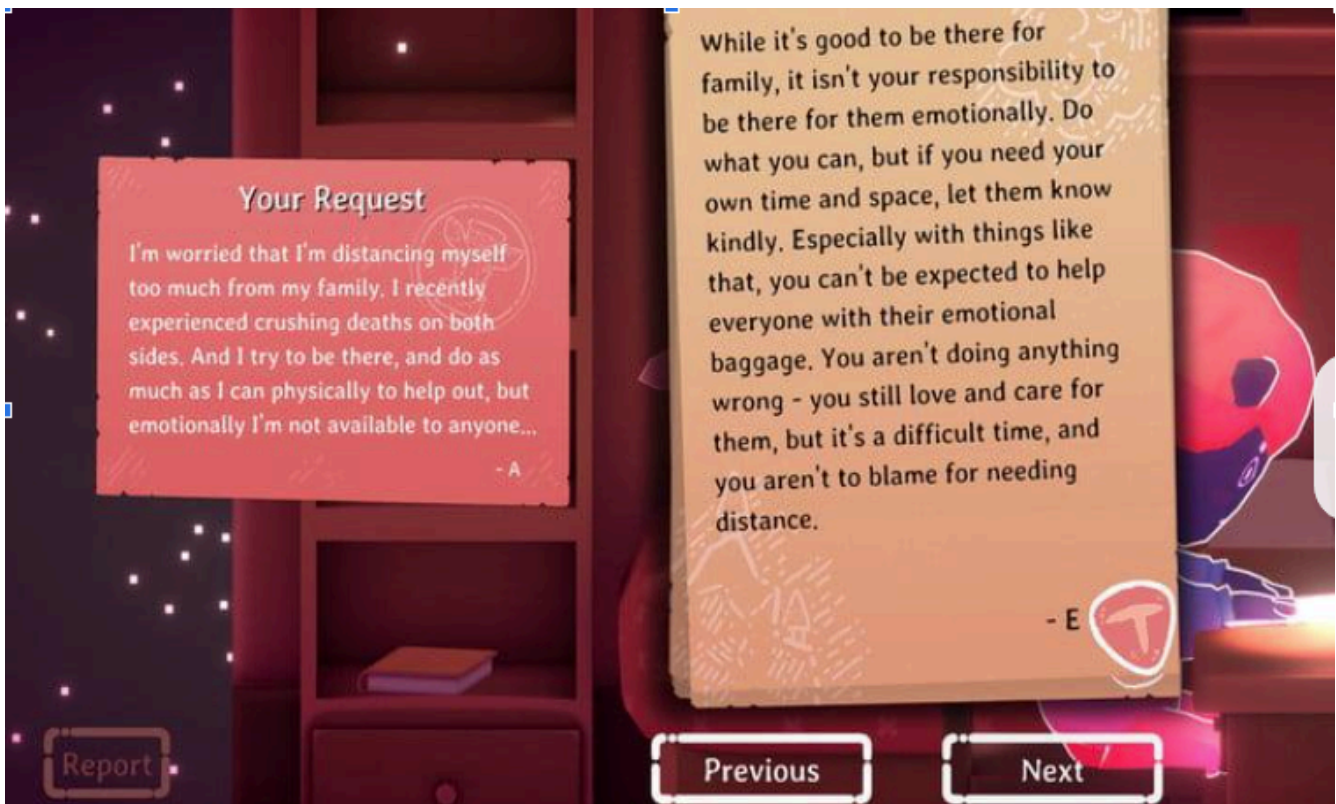 Your Request
I'm worried that I'm distancing myself
too much from my family. I recently
experienced crushing deaths on both
sides. And I try to be there, and do as
much as I can physically to help out, but
emotionally I'm not available to anyone...
- A
While it's good to be there for
family, it isn't your responsibility to
be there for them emotionally. Do
what you can, but if you need your
own time and space, let them know
kindly. Especially with things like
that, you can't be expected to help
everyone with their emotional
baggage. You aren't doing anything
wrong - you still love and care for
them, but it's a difficult time, and
you aren't to blame for needing
distance.
- E
Report
Previous
Next